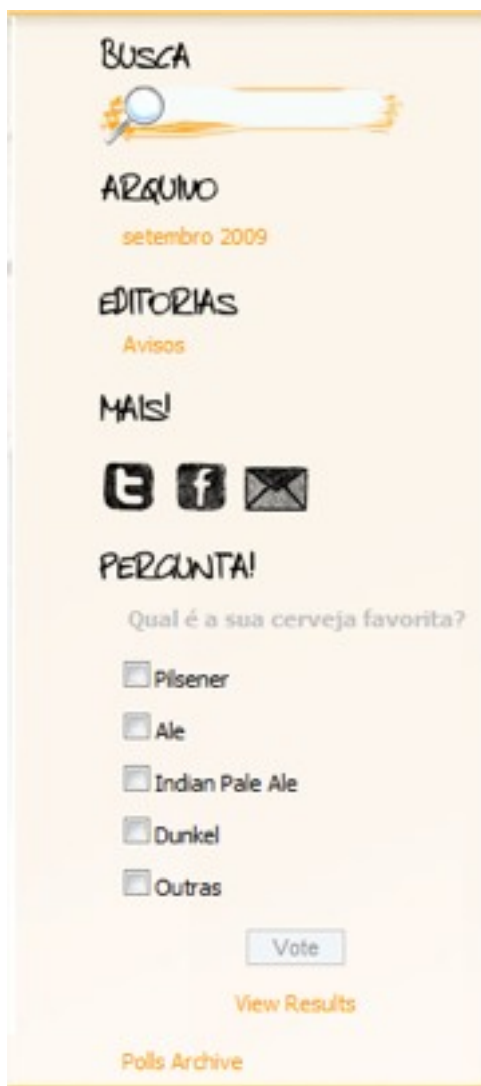 BUSCA
ARQUIVO
setembro 2009
EDITORIAS
Avisos
MAIS!
t f
PERGUNTA!
Qual é a sua cerveja favorita?
Pilsener
Ale
Indian Pale Ale
Dunkel
Outras
Vote
View Results
Polls Archive